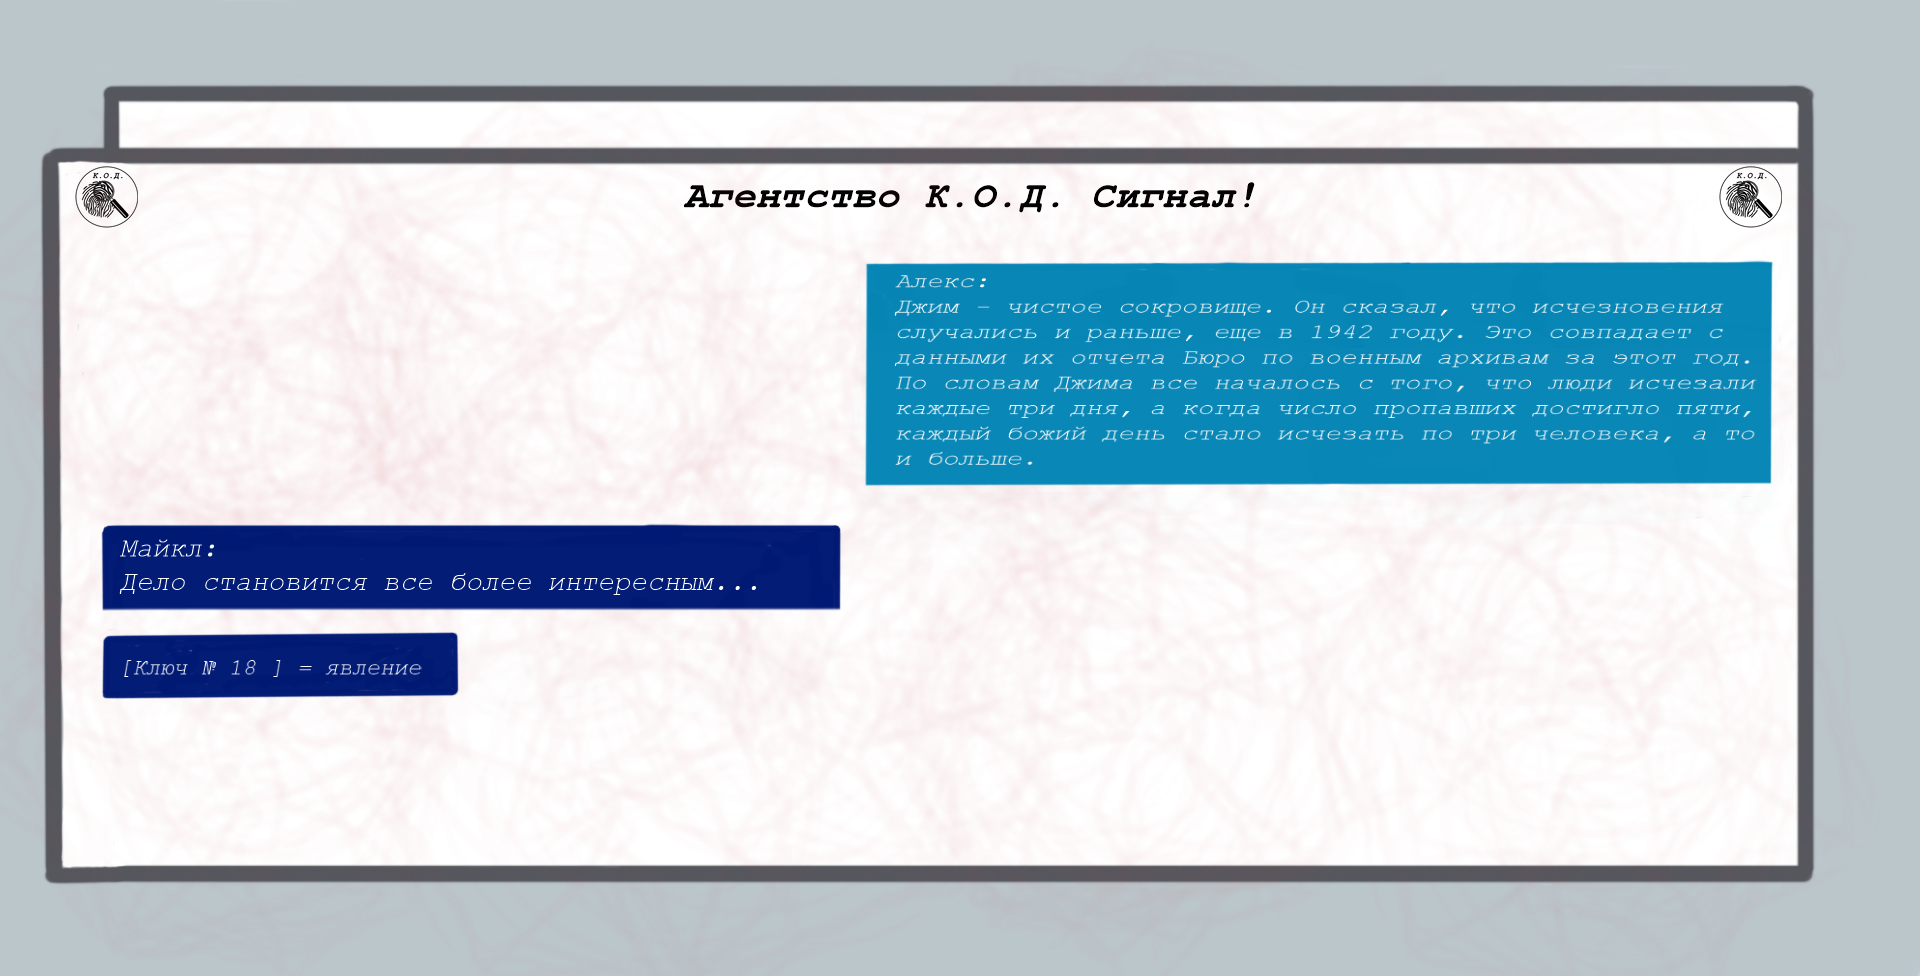 К.О.Д.
К.О.Д.
Агентство К.О.Д. Сигнал!
Алекс:
Джим – чистое сокровище. Он сказал, что исчезновения
случались и раньше, еще в 1942 году. Это совпадает с
данными их отчета Бюро по военным архивам за этот год.
По словам Джима все началось с того, что люди исчезали
каждые три дня, а когда число пропавших достигло пяти,
каждый божий день стало исчезать по три человека, а то
и больше.
Майкл:
Дело становится все более интересным...
[Ключ № 18 ] = явление